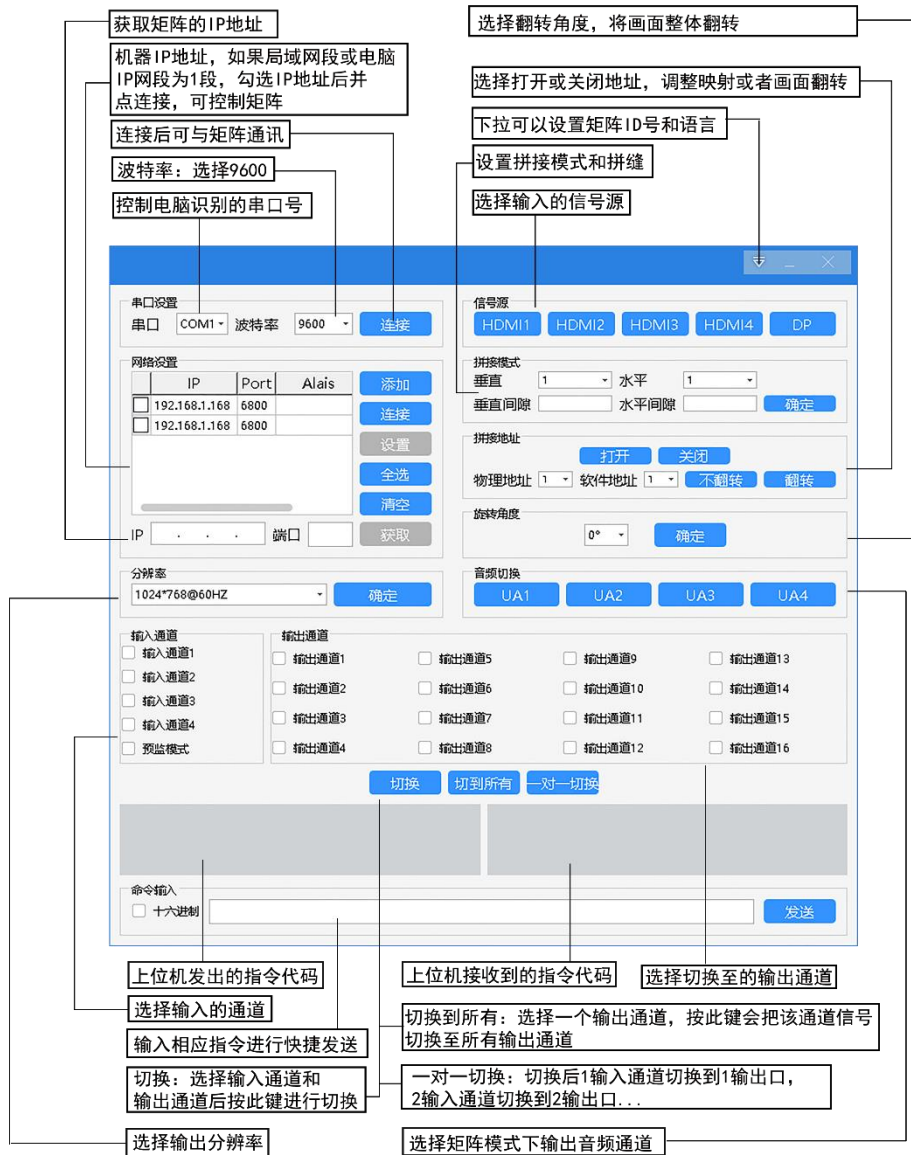 获取矩阵的IP地址
机器IP地址，如果局域网段或电脑
IP网段为1段，勾选IP地址后并
点连接，可控制矩阵
连接后可与矩阵通讯
波特率：选择9600
控制电脑识别的串口号
选择翻转角度，将画面整体翻转
选择打开或关闭地址，调整映射或者画面翻转
下拉可以设置矩阵ID号和语言
设置拼接模式和拼缝
选择输入的信号源
串口设置
串口 COM1 波特率 9600 连接
网络设置
IP Port Alais
192.168.1.168 6800
192.168.1.168 6800
添加
连接
设置
全选
清空
IP . . . 端口 获取
信号源
HDMI1 HDMI2 HDMI3 HDMI4 DP
拼接模式
垂直 1 水平 1
垂直间隙 水平间隙 确定
拼接地址
打开 关闭
物理地址 1 软件地址 1 不翻转 翻转
旋转角度
0° 确定
分辨率
1024*768@60HZ 确定
音频切换
UA1 UA2 UA3 UA4
输入通道
输入通道1
输入通道2
输入通道3
输入通道4
预监模式
输出通道
输出通道1 输出通道5 输出通道9 输出通道13
输出通道2 输出通道6 输出通道10 输出通道14
输出通道3 输出通道7 输出通道11 输出通道15
输出通道4 输出通道8 输出通道12 输出通道16
切换 切到所有 一对一切换
命令输入
十六进制 发送
上位机发出的指令代码
上位机接收到的指令代码
选择切换至的输出通道
选择输入的通道
输入相应指令进行快捷发送
切换到所有：选择一个输出通道，按此键会把该通道信号
切换至所有输出通道
切换：选择输入通道和
输出通道后按此键进行切换
一对一切换：切换后1输入通道切换到1输出口，
2输入通道切换到2输出口...
选择输出分辨率
选择矩阵模式下输出音频通道